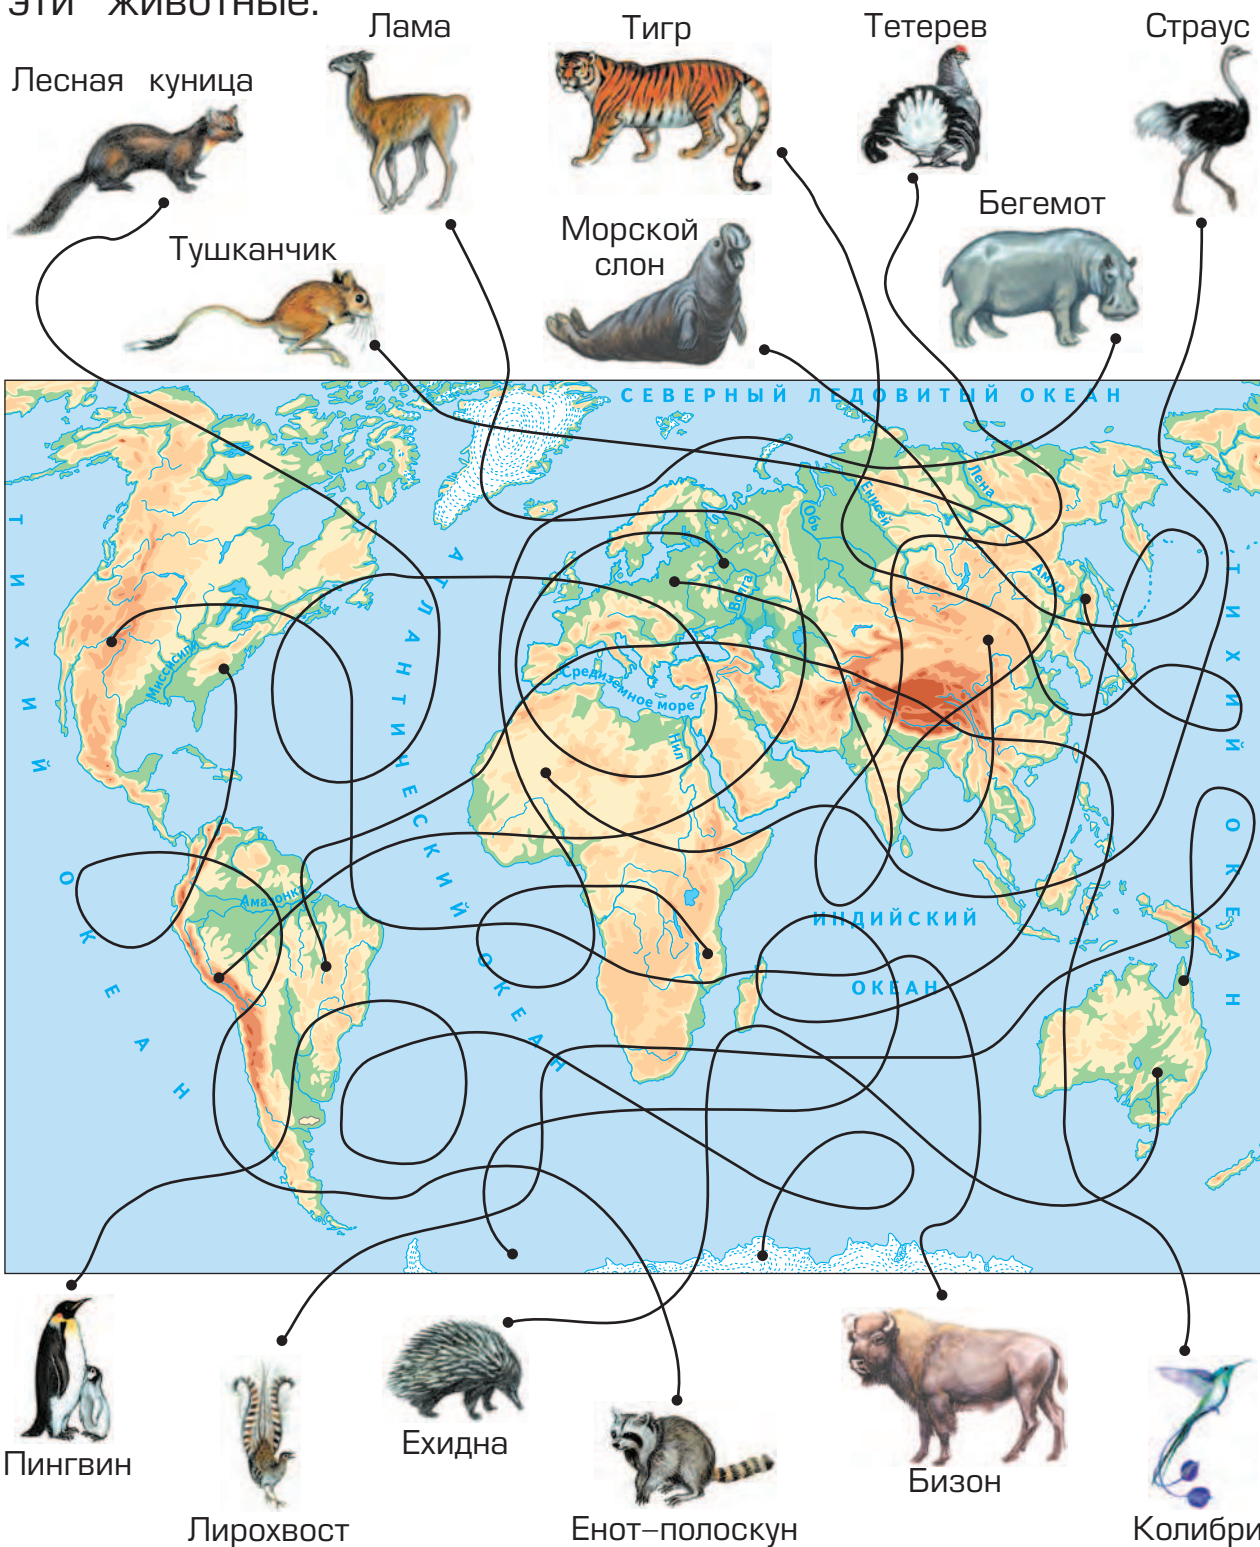 эти животные.
Лама
Тигр
Тетерев
Страус
Лесная куница
Бегемот
Морской
слон
Тушканчик
СЕВЕРНЫЙ ЛЕДОВИТЫЙ ОКЕАН
Лена
Енисей
Обь
Амур
Волга
АТЛАНТИЧЕСКИЙ ОКЕАН
ТИХИЙ ОКЕАН
ТИХИЙ ОКЕАН
Миссисипи
Средиземное море
Нил
Амазонка
ИНДИЙСКИЙ
ОКЕАН
Пингвин
Лирохвост
Ехидна
Енот-полоскун
Бизон
Колибри